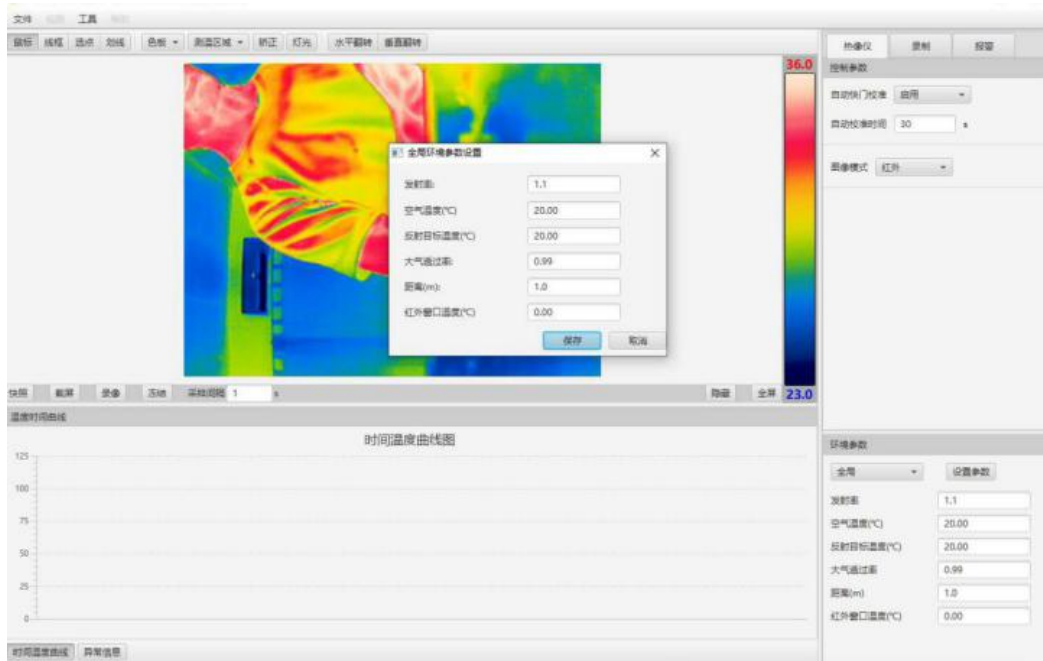 文件 工具
鼠标 线框 选点 划线 色板 测温区域 矫正 灯光 水平翻转 垂直翻转
热像仪 录制 报警
控制参数
自动快门校准 启用
自动校准时间 30 s
图像模式 红外
36.0
23.0
全局环境参数设置
发射率: 1.1
空气温度(℃) 20.00
反射目标温度(℃) 20.00
大气透过率: 0.99
距离(m): 1.0
红外窗口温度(℃) 0.00
保存 取消
快照 截屏 录像 冻结 采样间隔 1 s 隐藏 全屏
温度时间曲线
时间温度曲线图
125
100
75
50
25
0
时间温度曲线 异常信息
环境参数
全局 设置参数
发射率 1.1
空气温度(℃) 20.00
反射目标温度(℃) 20.00
大气透过率 0.99
距离(m) 1.0
红外窗口温度(℃) 0.00